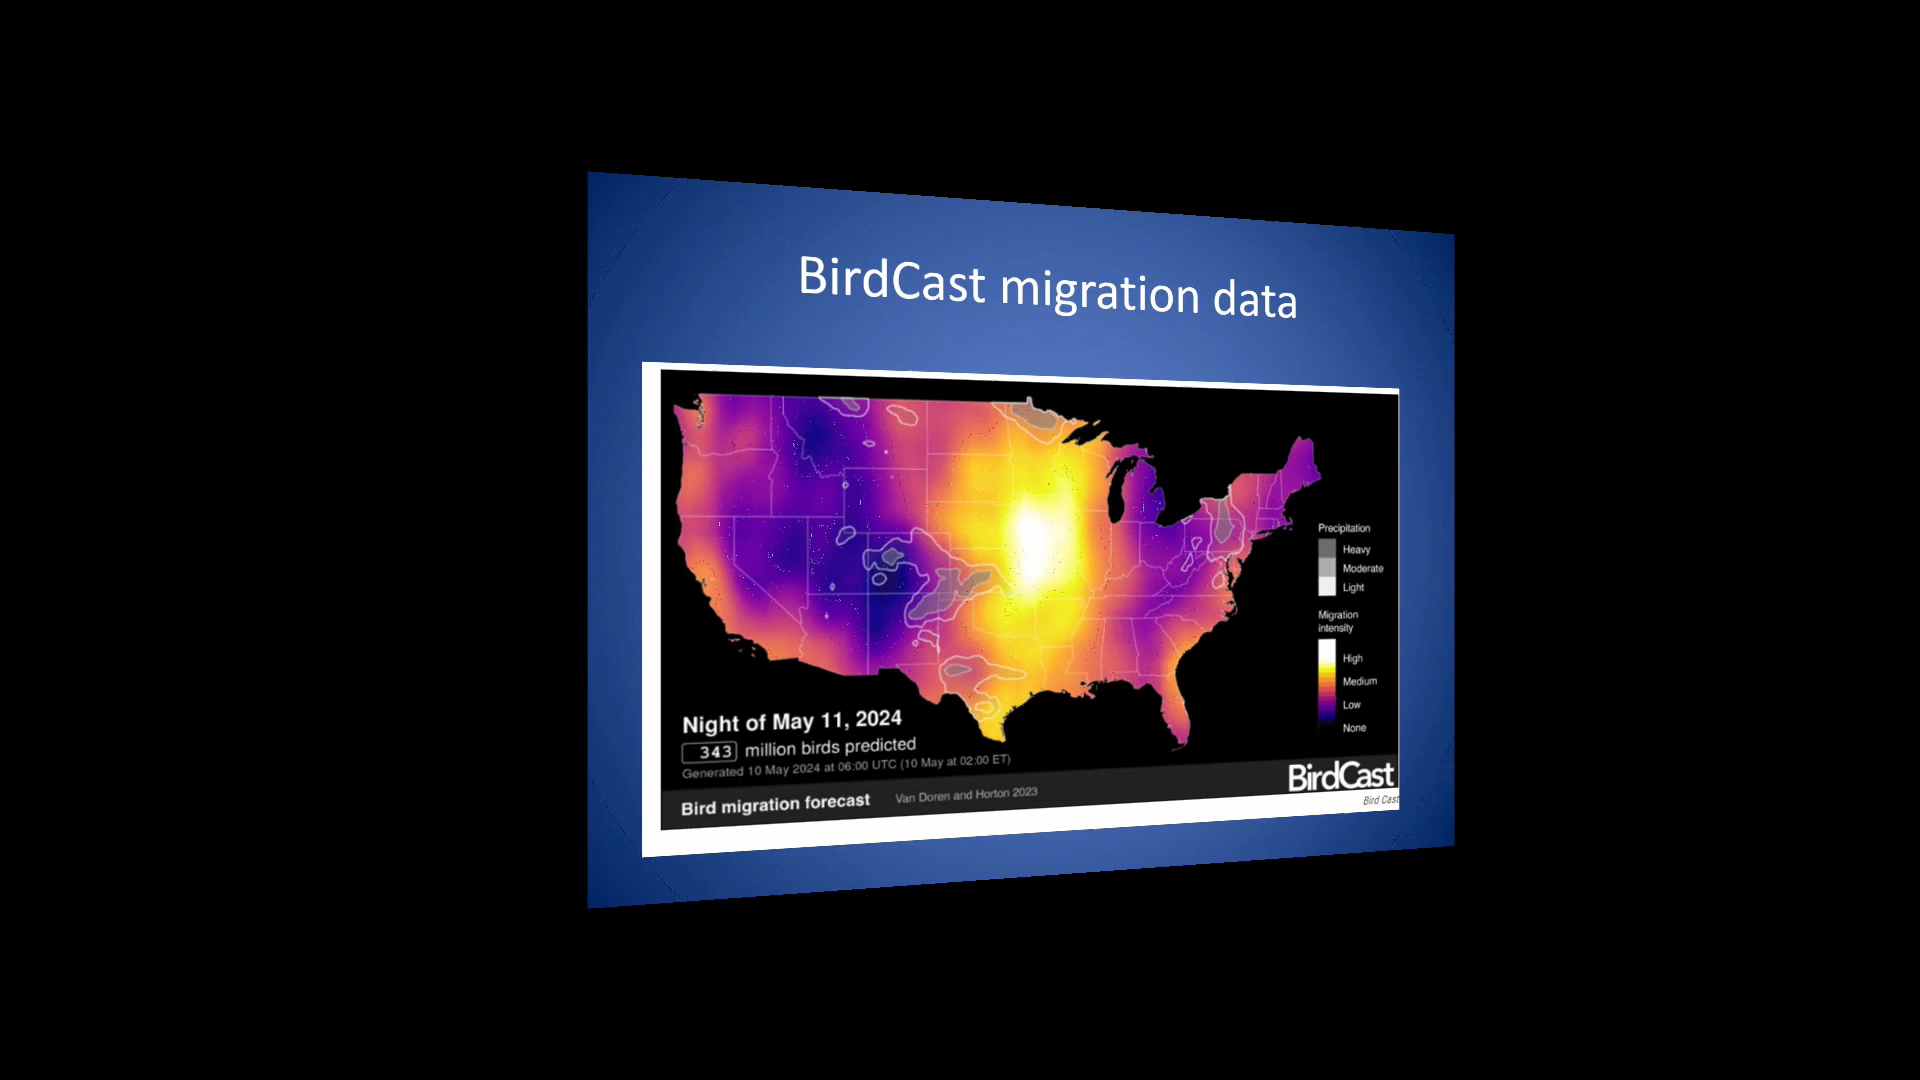 BirdCast migration data
Precipitation
Heavy
Moderate
Light
Migration
intensity
High
Medium
Low
None
Night of May 11, 2024
343 million birds predicted
Generated 10 May 2024 at 06:00 UTC (10 May at 02:00 ET)
Bird migration forecast Van Doren and Horton 2023
BirdCast
Bird Cast